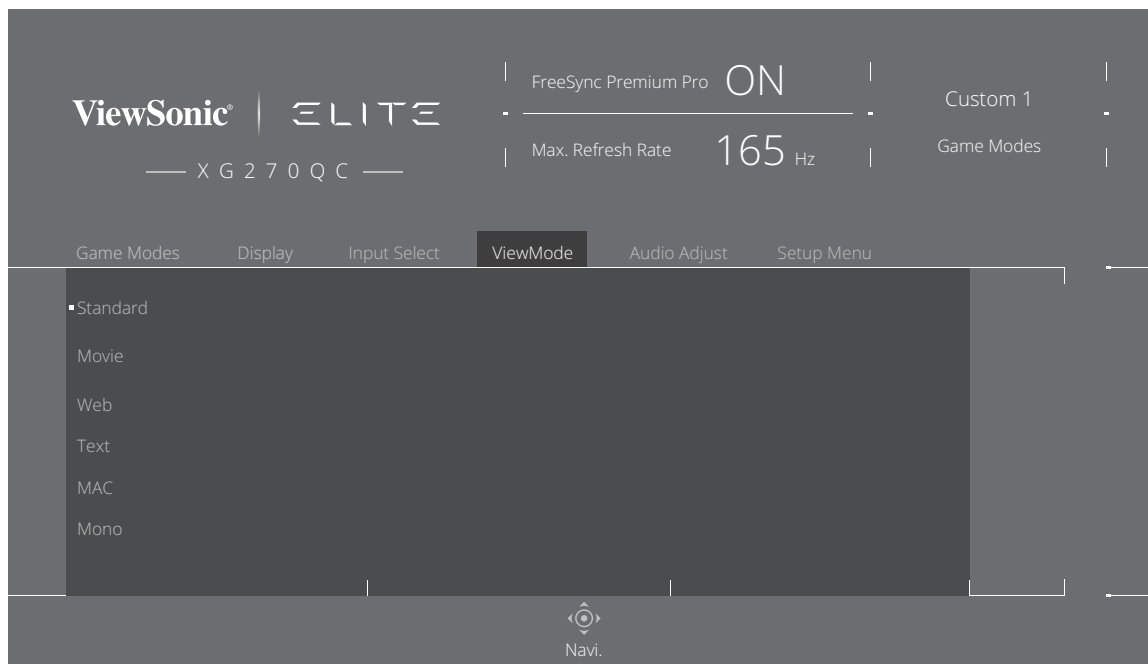 ViewSonic® ELITE
XG270QC
FreeSync Premium Pro ON
Max. Refresh Rate 165 Hz
Custom 1
Game Modes
Game Modes Display Input Select ViewMode Audio Adjust Setup Menu
Standard
Movie
Web
Text
MAC
Mono
Navi.